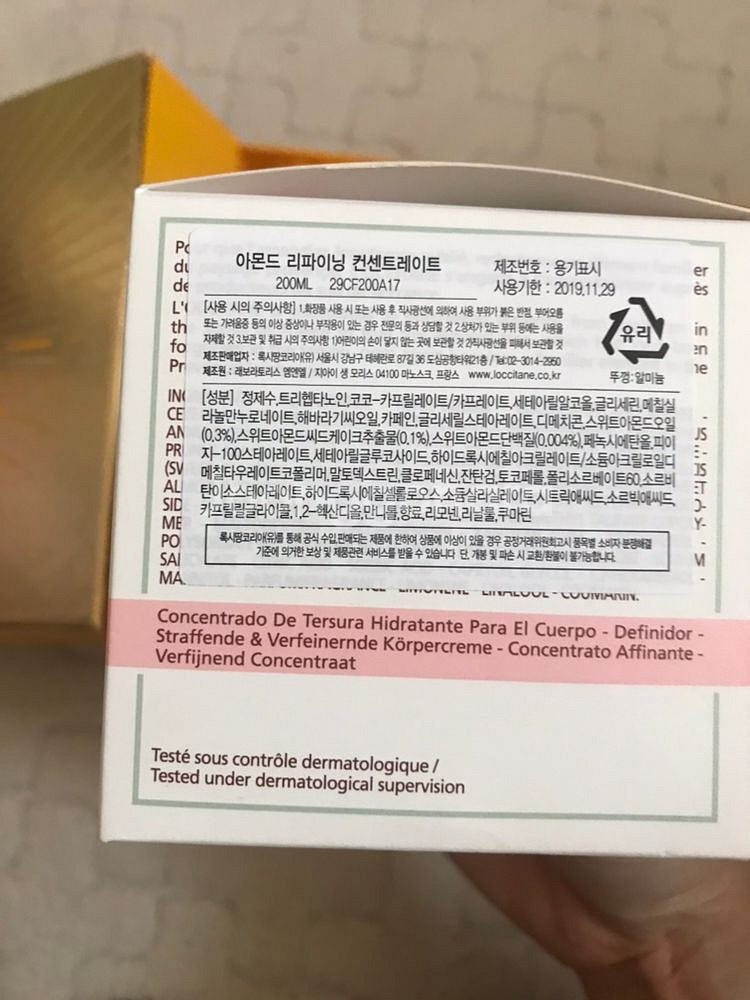 아몬드 리파이닝 컨센트레이트
200ML 29CF200A17
제조번호 : 용기표시
사용기한 : 2019.11.29
[사용 시의 주의사항] 1.화장품 사용 시 또는 사용 후 직사광선에 의하여 사용 부위가 붉은 반점, 부어오름
또는 가려움증 등의 이상 증상이나 부작용이 있는 경우 전문의 등과 상담할 것 2.상처가 있는 부위 등에는 사용을
자제할 것 3.보관 및 취급 시의 주의사항 1)어린이의 손이 닿지 않는 곳에 보관할 것 2)직사광선을 피해서 보관할 것
제조판매업자 : 록시땅코리아(유) 서울시 강남구 테헤란로 87길 36 도심공항타워21층 / Tel:02-3014-2950
제조원 : 래보라토리스 엠엔엘 / 지아이 생 모리스 04100 마노스크, 프랑스 www.loccitane.co.kr
유리
뚜껑:알미늄
[성분] 정제수,트리헵타노인,코코-카프릴레이트/카프레이트,세테아릴알코올,글리세린,메칠실
라놀만누로네이트,해바라기씨오일,카페인,글리세릴스테아레이트,디메치콘,스위트아몬드오일
(0.3%),스위트아몬드씨드케이크추출물(0.1%),스위트아몬드단백질(0.004%),페녹시에탄올,피이
지-100스테아레이트,세테아릴글루코사이드,하이드록시에칠아크릴레이트/소듐아크릴로일디
메칠타우레이트코폴리머,말토덱스트린,클로페네신,잔탄검,토코페롤,폴리소르베이트60,소르비
탄이소스테아레이트,하이드록시에칠셀룰로오스,소듐살리실레이트,시트릭애씨드,소르빅애씨드,
카프릴릴글라이콜,1,2-헥산디올,만니톨,향료,리모넨,리날룰,쿠마린
록시땅코리아(유)를 통해 공식 수입,판매되는 제품에 한하여 상품에 이상이 있을 경우 공정거래위원회고시 품목별 소비자 분쟁해결
기준에 의거한 보상 및 제품관련 서비스를 받을 수 있습니다. 단, 개봉 및 파손 시 교환/환불이 불가능합니다.
LIMONENE - LINALOOL - COUMARIN.
Concentrado De Tersura Hidratante Para El Cuerpo - Definidor -
Straffende & Verfeinernde Körpercreme - Concentrato Affinante -
Verfijnend Concentraat
Testé sous contrôle dermatologique /
Tested under dermatological supervision